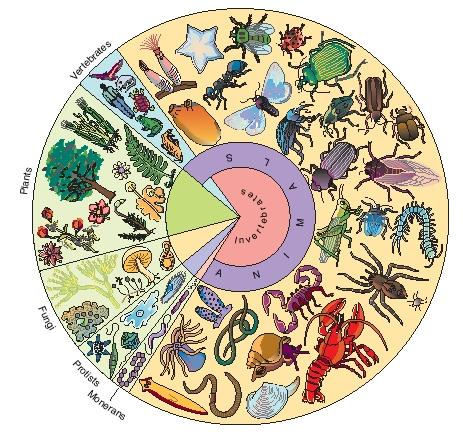 Vertebrates
Plants
Fungi
Protists
Monerans
ANIMALS
Invertebrates